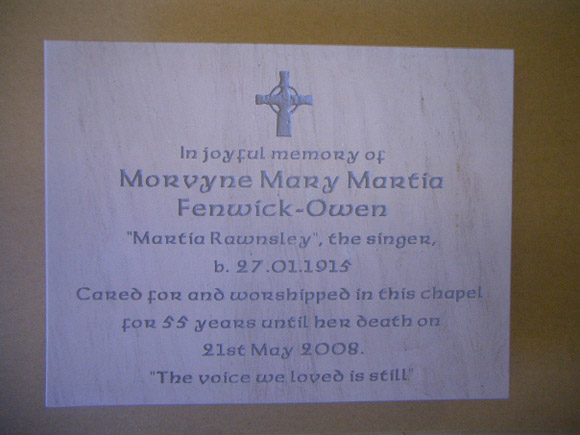 In joyful memory of
Morvyne Mary Martia
Fenwick-Owen
"Martia Rawnsley", the singer,
b. 27.01.1915
Cared for and worshipped in this chapel
for 55 years until her death on
21st May 2008.
"The voice we loved is still"